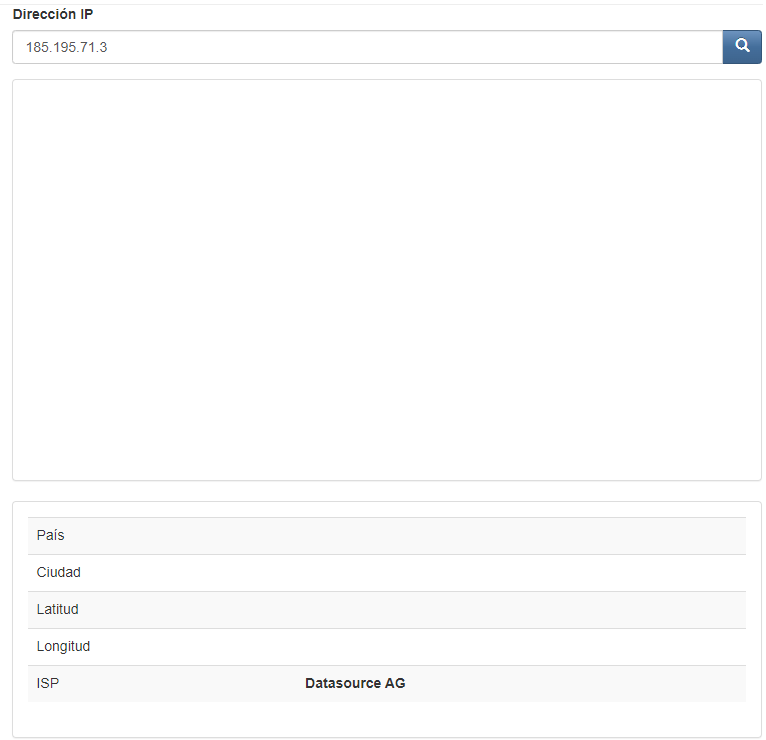 Dirección IP
185.195.71.3
País
Ciudad
Latitud
Longitud
ISP Datasource AG